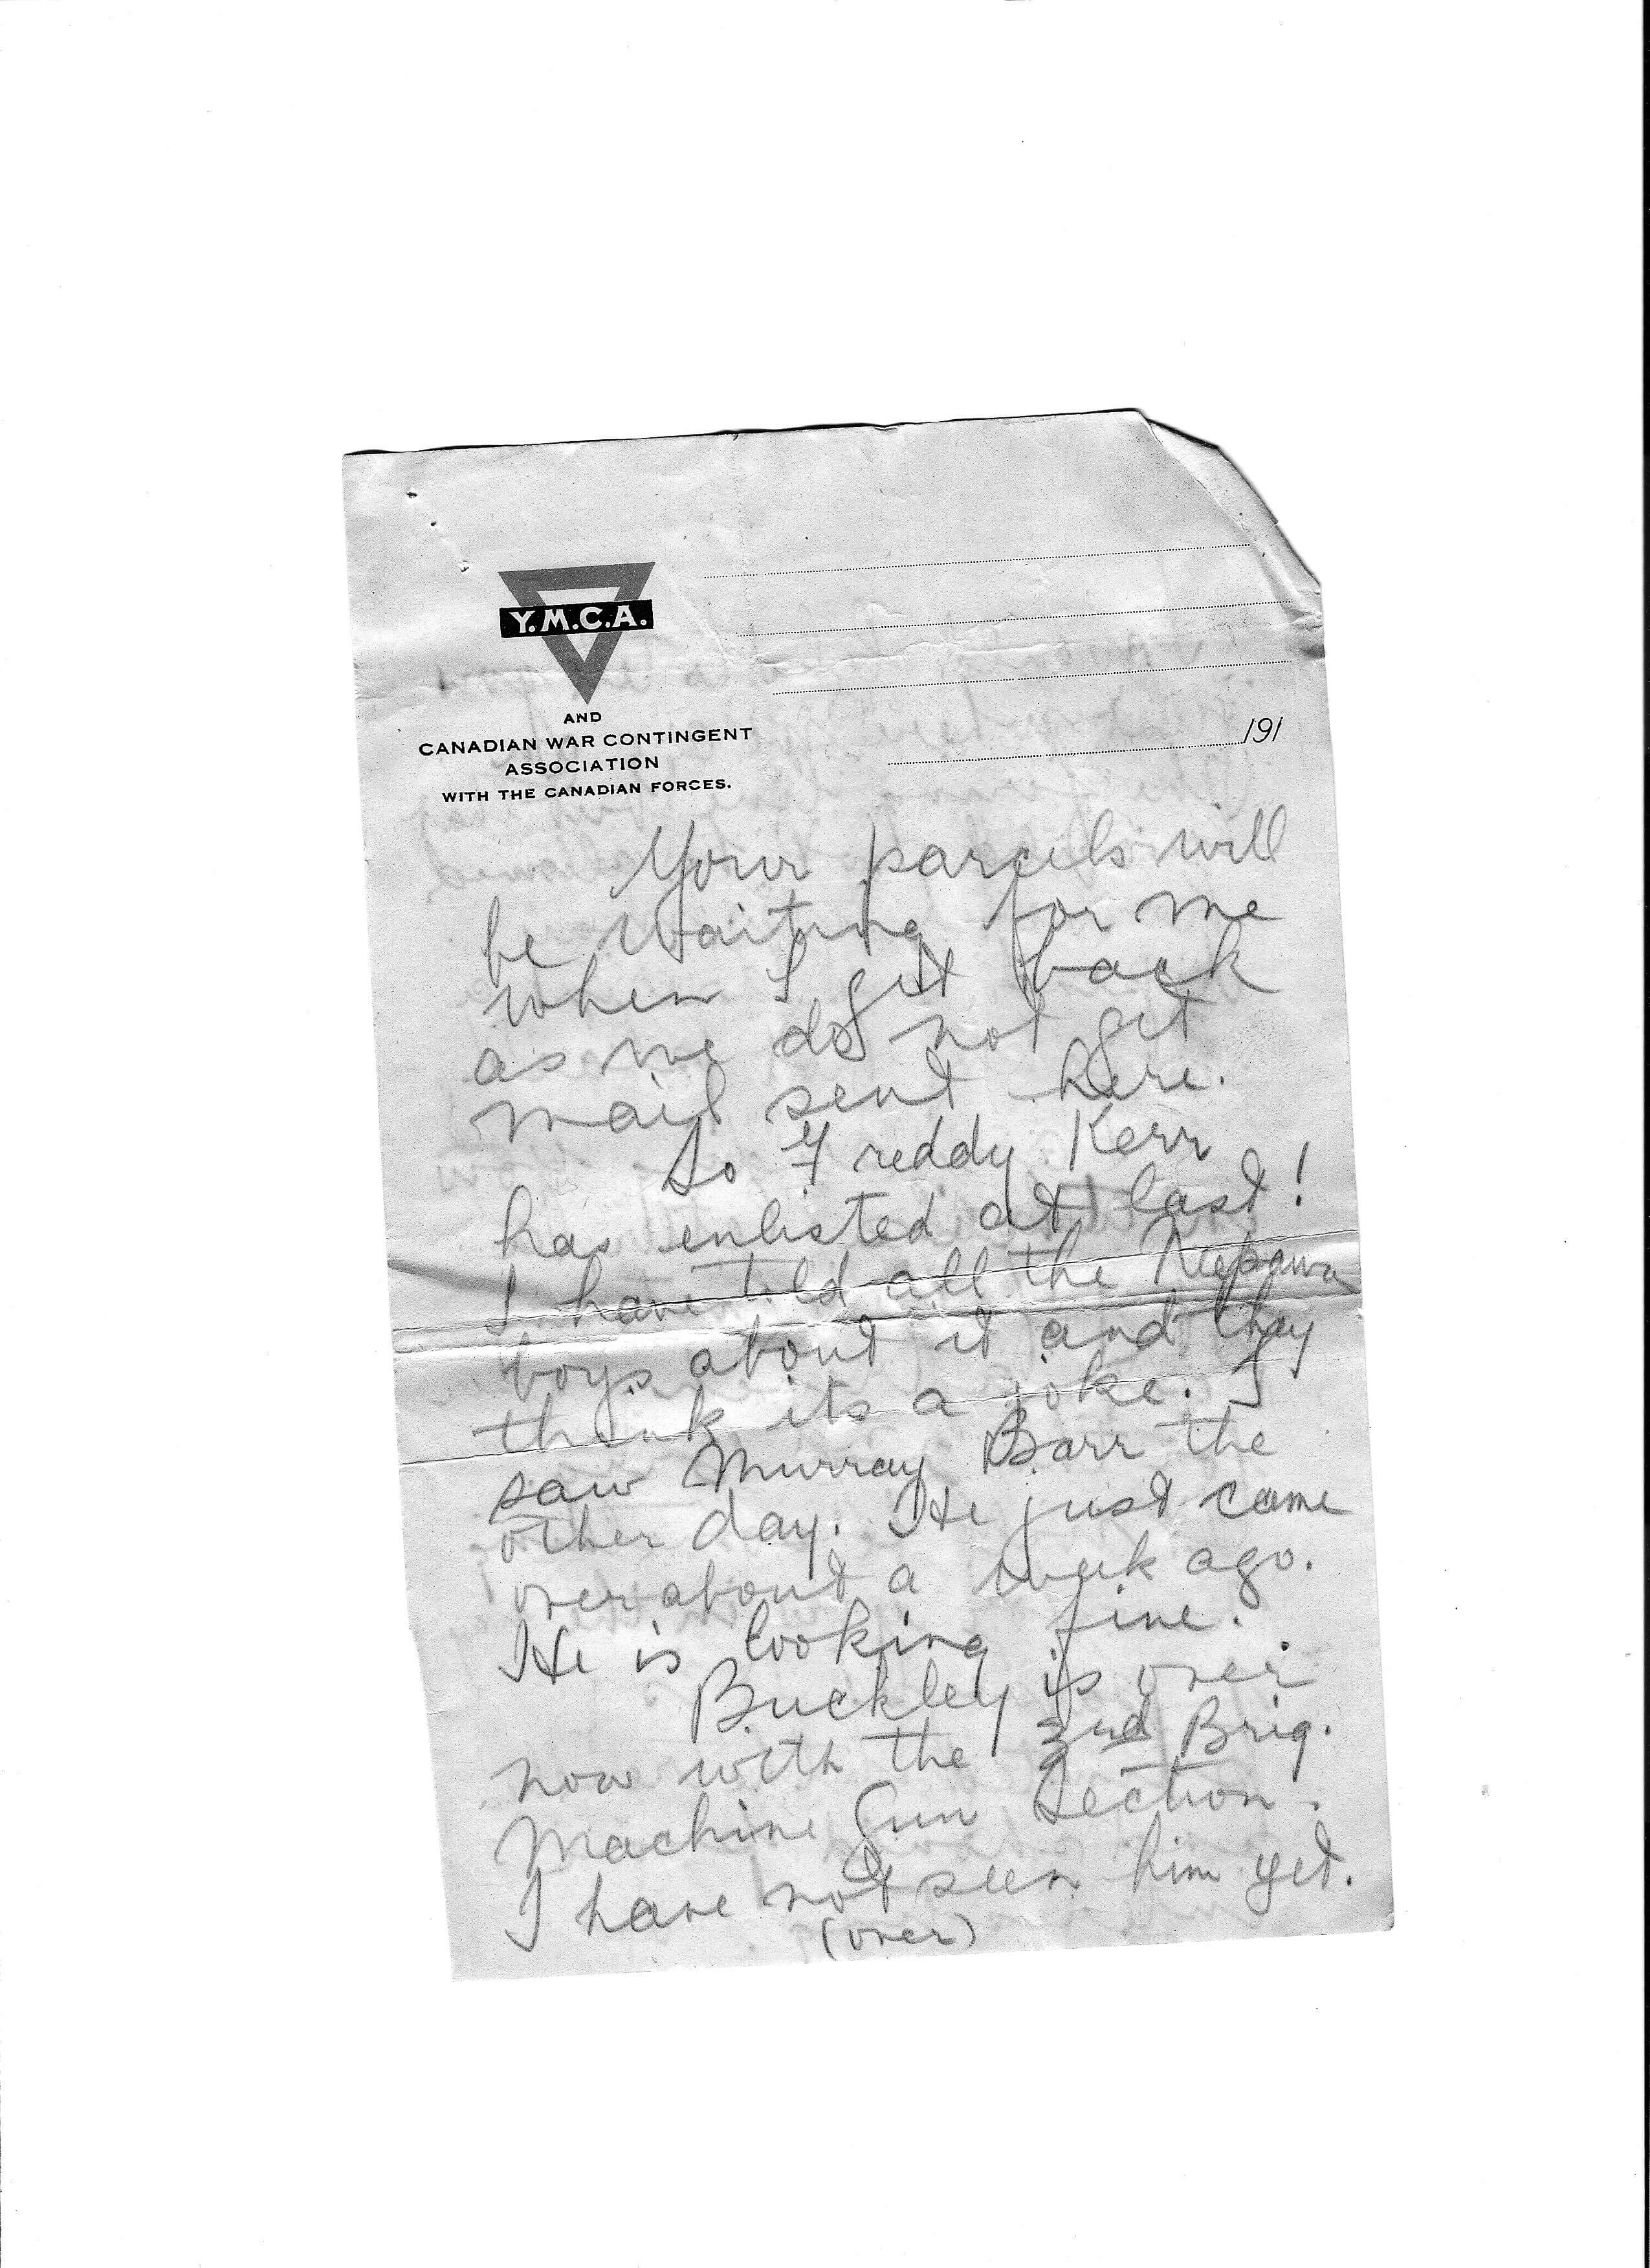 Y.M.C.A.
AND
CANADIAN WAR CONTINGENT
ASSOCIATION
WITH THE CANADIAN FORCES.
191
Your parcels will
be waiting for me
when I get back
as we do not get
mail sent here.
So Freddy Kerr
has enlisted at last!
I have told all the Neepawa
boys about it and they
think its a joke. I
saw Murray Barr the
other day. He just came
over about a week ago.
He is looking fine.
Buckley is over
now with the Brig.
Machine Gun Section.
I have not seen him yet.
(over)